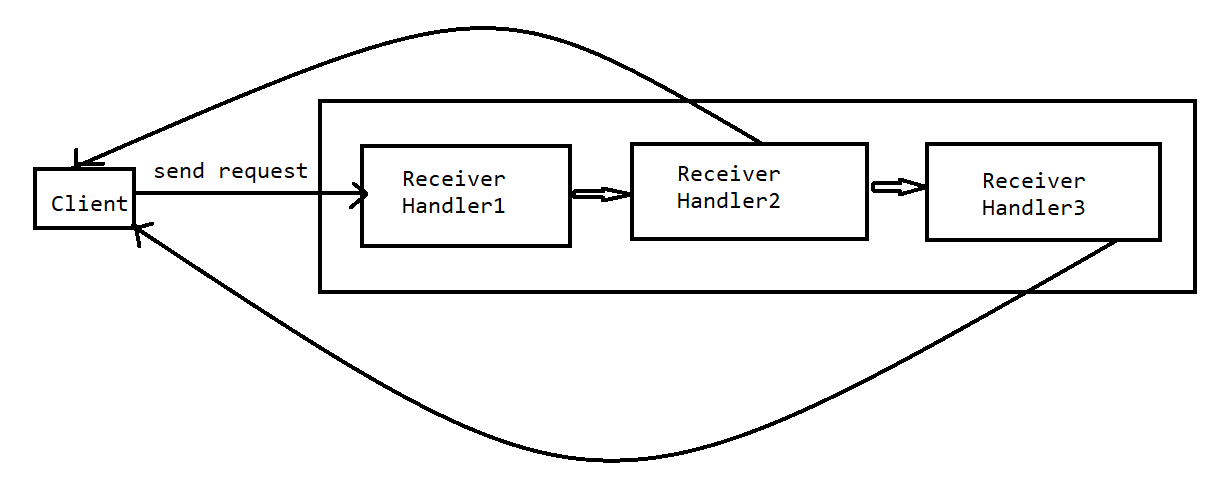 send request
Client
Receiver
Handler1
Receiver
Handler2
Receiver
Handler3